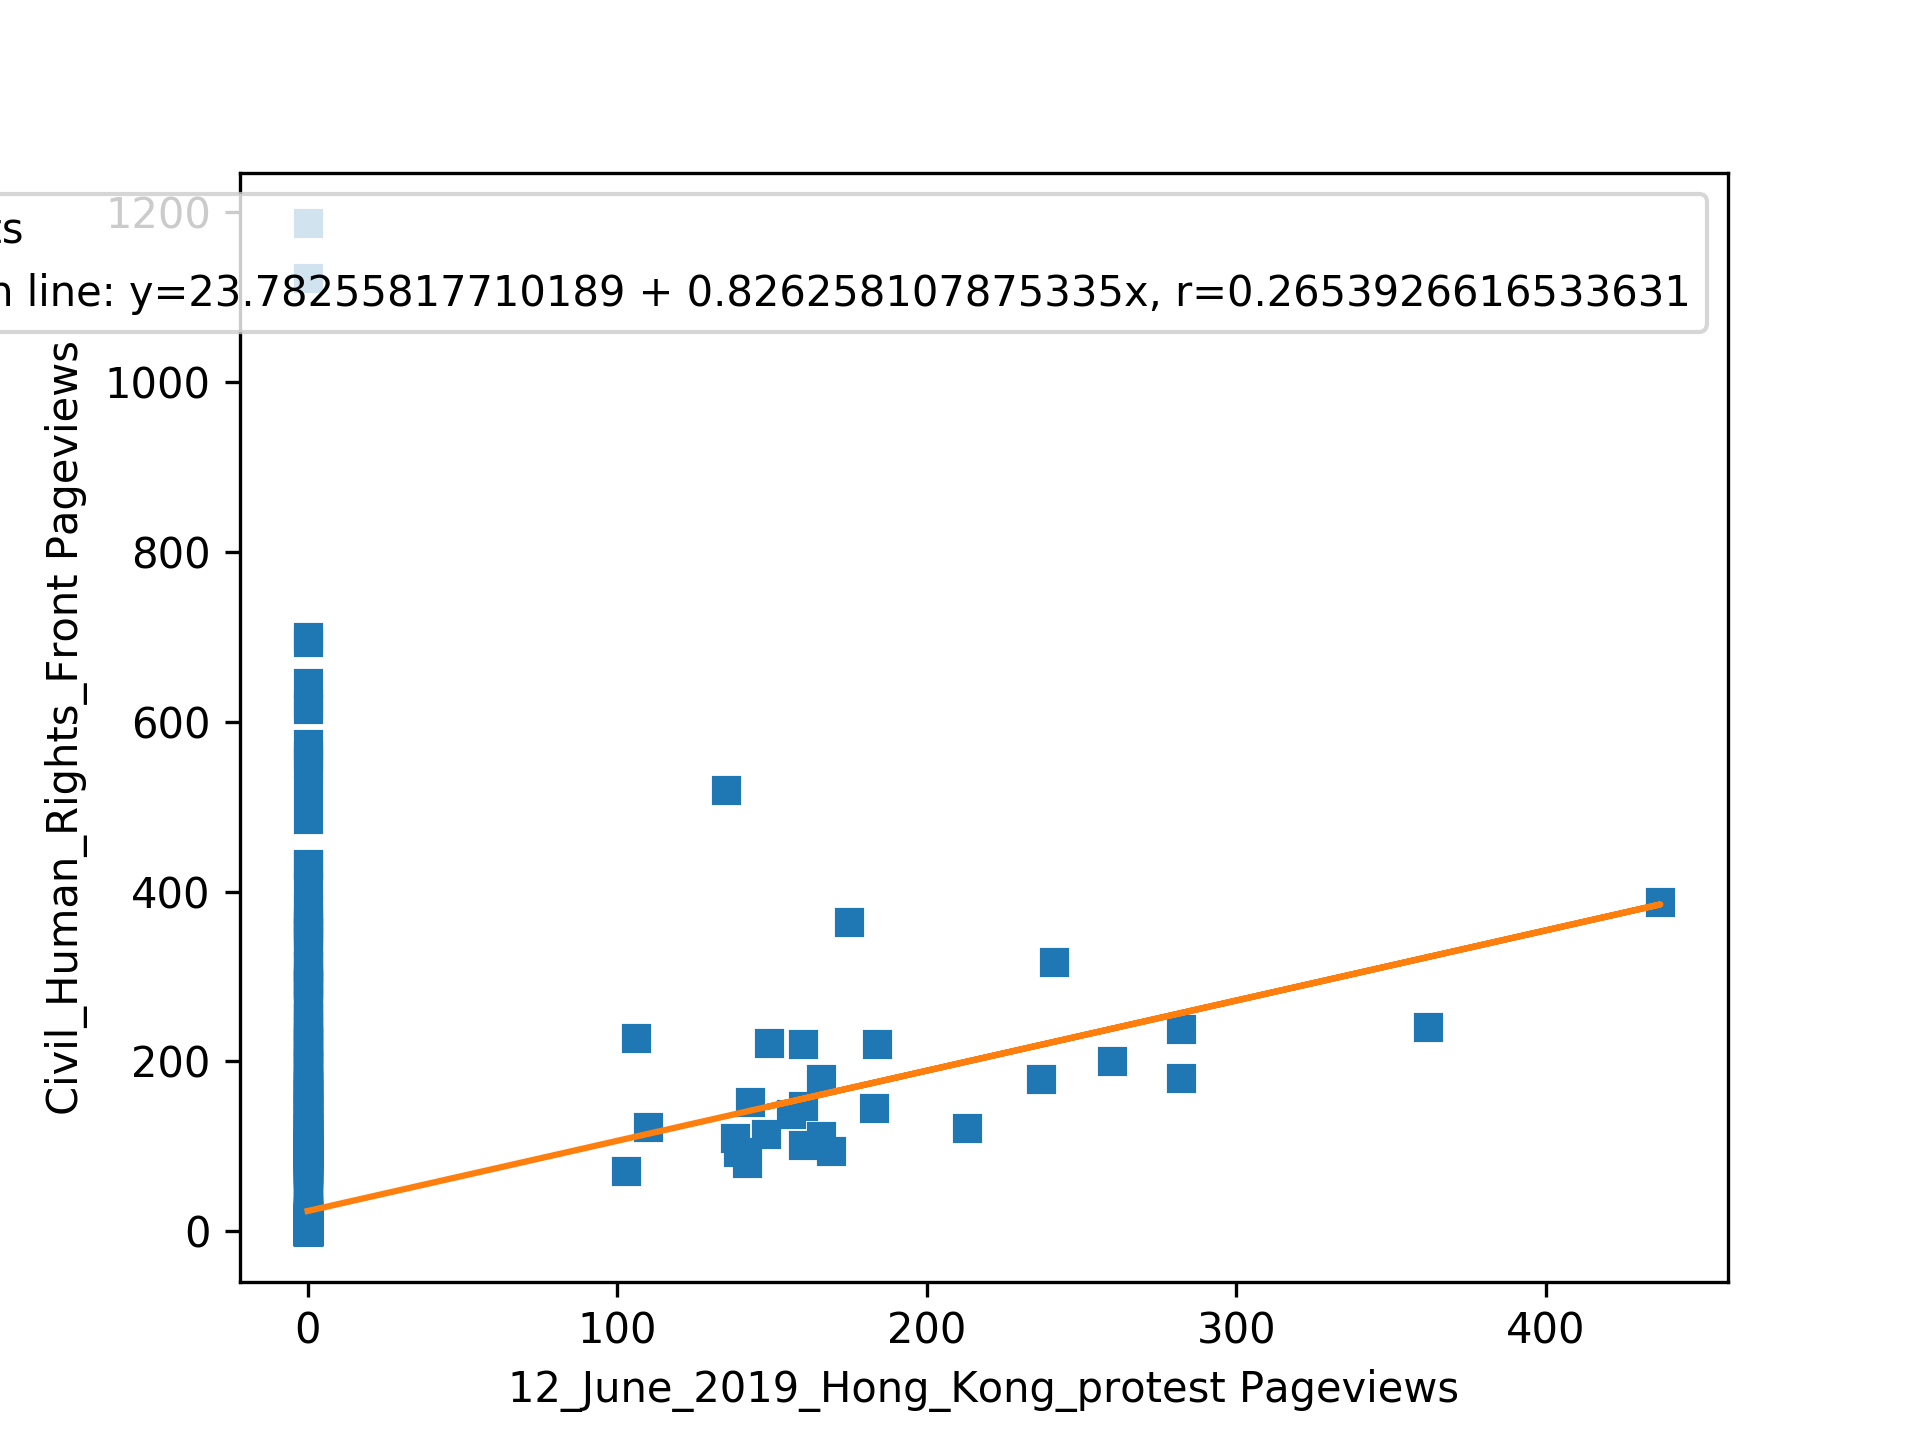 ts
line: y=23.78255817710189 + 0.826258107875335x, r=0.2653926616533631
Civil_Human_Rights_Front Pageviews
1200
1000
800
600
400
200
0
0 100 200 300 400
12_June_2019_Hong_Kong_protest Pageviews